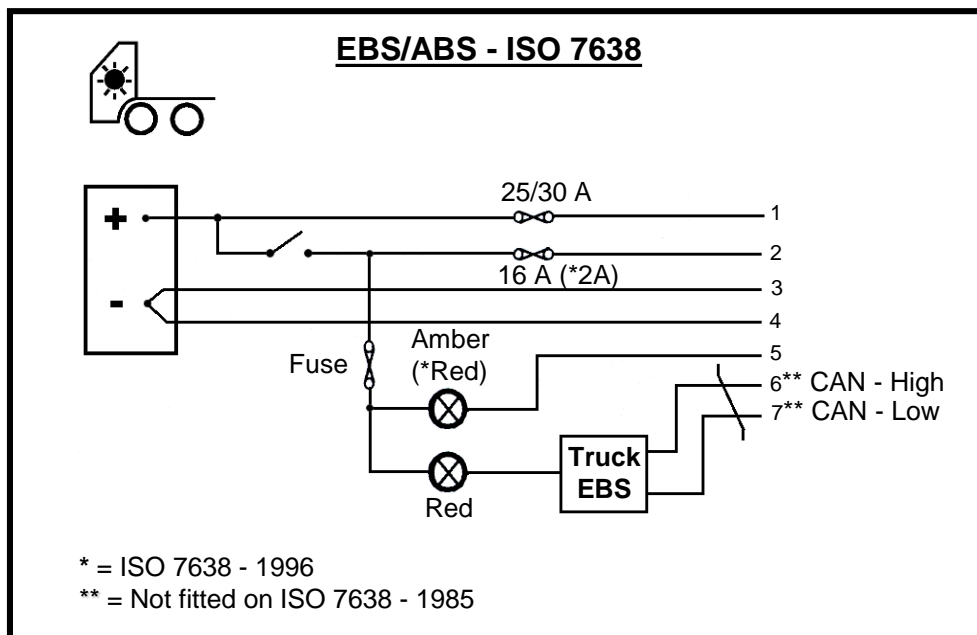 EBS/ABS - ISO 7638
25/30 A
+
1
2
16 A (*2A)
-
3
4
Fuse
Amber
(*Red)
5
6** CAN - High
7** CAN - Low
Truck
EBS
Red
* = ISO 7638 - 1996
** = Not fitted on ISO 7638 - 1985